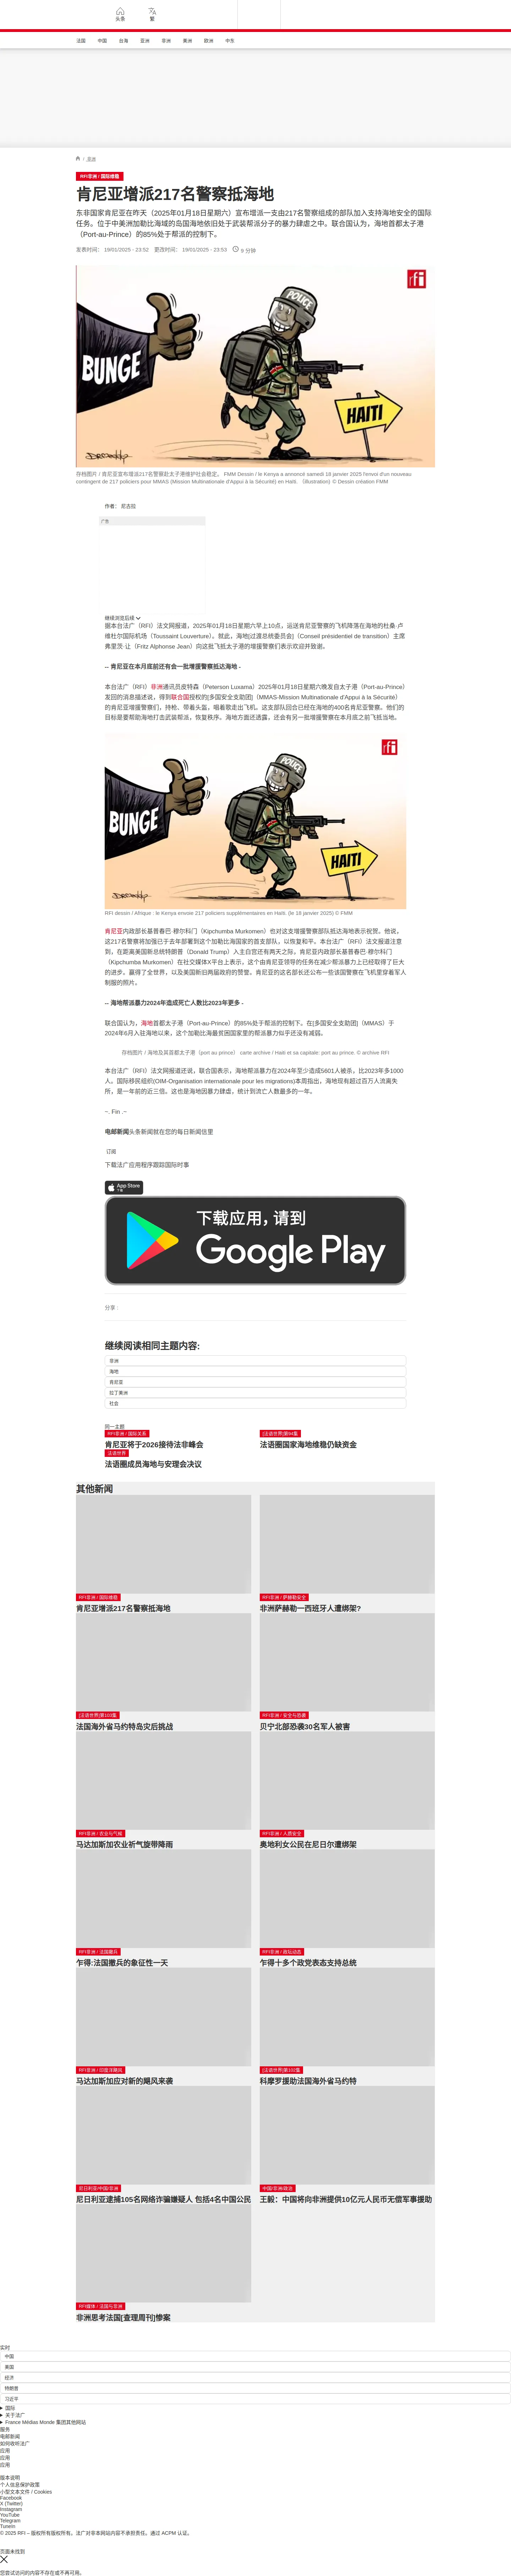 头条
繁
法国
中国
台海
亚洲
非洲
美洲
欧洲
中东
/ 非洲
RFI非洲 / 国际维稳
肯尼亚增派217名警察抵海地
东非国家肯尼亚在昨天（2025年01月18日星期六）宣布增派一支由217名警察组成的部队加入支持海地安全的国际
任务。位于中美洲加勒比海域的岛国海地依旧处于武装帮派分子的暴力肆虐之中。联合国认为，海地首都太子港
（Port-au-Prince）的85%处于帮派的控制下。
发表时间： 19/01/2025 - 23:02 更改时间： 19/01/2025 - 23:53 9 分钟
rfi
BUNGE
POLICE
HAITI
存档图片 / 肯尼亚宣布增派217名警察赴太子港维护社会稳定。 FMM Dessin / le Kenya a annoncé samedi 18 janvier 2025 l'envoi d'un nouveau
contingent de 217 policiers pour MMAS (Mission Multinationale d'Appui à la Sécurité) en Haïti. （illustration) © Dessin création FMM
作者： 尼古拉
广告
继续浏览后续
据本台法广（RFI）法文网报道，2025年01月18日星期六早上10点，运送肯尼亚警察的飞机降落在海地的杜桑·卢
维杜尔国际机场（Toussaint Louverture）。就此，海地[过渡总统委员会]（Conseil présidentiel de transition）主席
弗里茨·让（Fritz Alphonse Jean）向这批飞抵太子港的增援警察们表示欢迎并致谢。
-- 肯尼亚在本月底前还有会一批增援警察抵达海地 -
本台法广（RFI）非洲通讯员皮特森（Peterson Luxama）2025年01月18日星期六晚发自太子港（Port-au-Prince）
发回的消息描述说，得到联合国授权的[多国安全支助团]（MMAS-Mission Multinationale d'Appui à la Sécurité）
的肯尼亚增援警察们，持枪、带着头盔，唱着歌走出飞机。这支部队回合已经在海地的400名肯尼亚警察。他们的
目标是要帮助海地打击武装帮派，恢复秩序。海地方面还透露，还会有另一批增援警察在本月底之前飞抵当地。
rfi
BUNGE
POLICE
HAITI
RFI dessin / Afrique : le Kenya envoie 217 policiers supplémentaires en Haïti. (le 18 janvier 2025) © FMM
肯尼亚内政部长基普春巴·穆尔科门（Kipchumba Murkomen）也对这支增援警察部队抵达海地表示祝贺。他说，
这217名警察将加强已于去年部署到这个加勒比海国家的首支部队，以恢复和平。本台法广（RFI）法文报道注意
到，在距离美国新总统特朗普（Donald Trump）入主白宫还有两天之际，肯尼亚内政部长基普春巴·穆尔科门
（Kipchumba Murkomen）在社交媒体X平台上表示，这个由肯尼亚领导的任务在减少帮派暴力上已经取得了巨大
的进步，赢得了全世界，以及美国新旧两届政府的赞誉。肯尼亚的这名部长还公布一些该国警察在飞机里穿着军人
制服的照片。
-- 海地帮派暴力2024年造成死亡人数比2023年更多 -
联合国认为，海地首都太子港（Port-au-Prince）的85%处于帮派的控制下。在[多国安全支助团]（MMAS）于
2024年6月入驻海地以来，这个加勒比海最贫困国家里的帮派暴力似乎还没有减弱。
存档图片 / 海地及其首都太子港（port au prince） carte archive / Haiti et sa capitale: port au prince. © archive RFI
本台法广（RFI）法文网报道还说，联合国表示，海地帮派暴力在2024年至少造成5601人被杀，比2023年多1000
人。国际移民组织(OIM-Organisation internationale pour les migrations)本周指出，海地现有超过百万人流离失
所，是一年前的近三倍。这也是海地因暴力肆虐，统计到流亡人数最多的一年。
~. Fin .~
电邮新闻头条新闻就在您的每日新闻信里
订阅
下载法广应用程序跟踪国际时事
App Store
下载应用，请到
Google Play
分享 :
继续阅读相同主题内容:
非洲
海地
肯尼亚
拉丁美洲
社会
同一主题
RFI非洲 / 国际关系
肯尼亚将于2026接待法非峰会
[法语世界]第94集
法语圈国家海地维稳仍缺资金
法语世界
法语圈成员海地与安理会决议
其他新闻
RFI非洲 / 国际维稳
肯尼亚增派217名警察抵海地
RFI非洲 / 萨赫勒安全
非洲萨赫勒一西班牙人遭绑架?
[法语世界]第103集
法国海外省马约特岛灾后挑战
RFI非洲 / 安全与恐袭
贝宁北部恐袭30名军人被害
RFI非洲 / 农业与气候
马达加斯加农业祈气旋带降雨
RFI非洲 / 人质安全
奥地利女公民在尼日尔遭绑架
RFI非洲 / 法国撤兵
乍得:法国撤兵的象征性一天
RFI非洲 / 政坛动态
乍得十多个政党表态支持总统
RFI非洲 / 印度洋飓风
马达加斯加应对新的飓风来袭
[法语世界]第102集
科摩罗援助法国海外省马约特
尼日利亚/中国/非洲
尼日利亚逮捕105名网络诈骗嫌疑人 包括4名中国公民
中国/非洲/政治
王毅：中国将向非洲提供10亿元人民币无偿军事援助
RFI媒体 / 法国与非洲
非洲思考法国[查理周刊]惨案
实时
中国
美国
经济
特朗普
习近平
国际
关于法广
France Médias Monde 集团其他网站
服务
电邮新闻
如何收听法广
应用
应用
应用
版本说明
个人信息保护政策
小型文本文件 / Cookies
Facebook
X (Twitter)
Instagram
YouTube
Telegram
TuneIn
© 2025 RFI – 版权所有版权所有。法广对非本网站内容不承担责任。通过 ACPM 认证。
页面未找到
您尝试访问的内容不存在或不再可用。